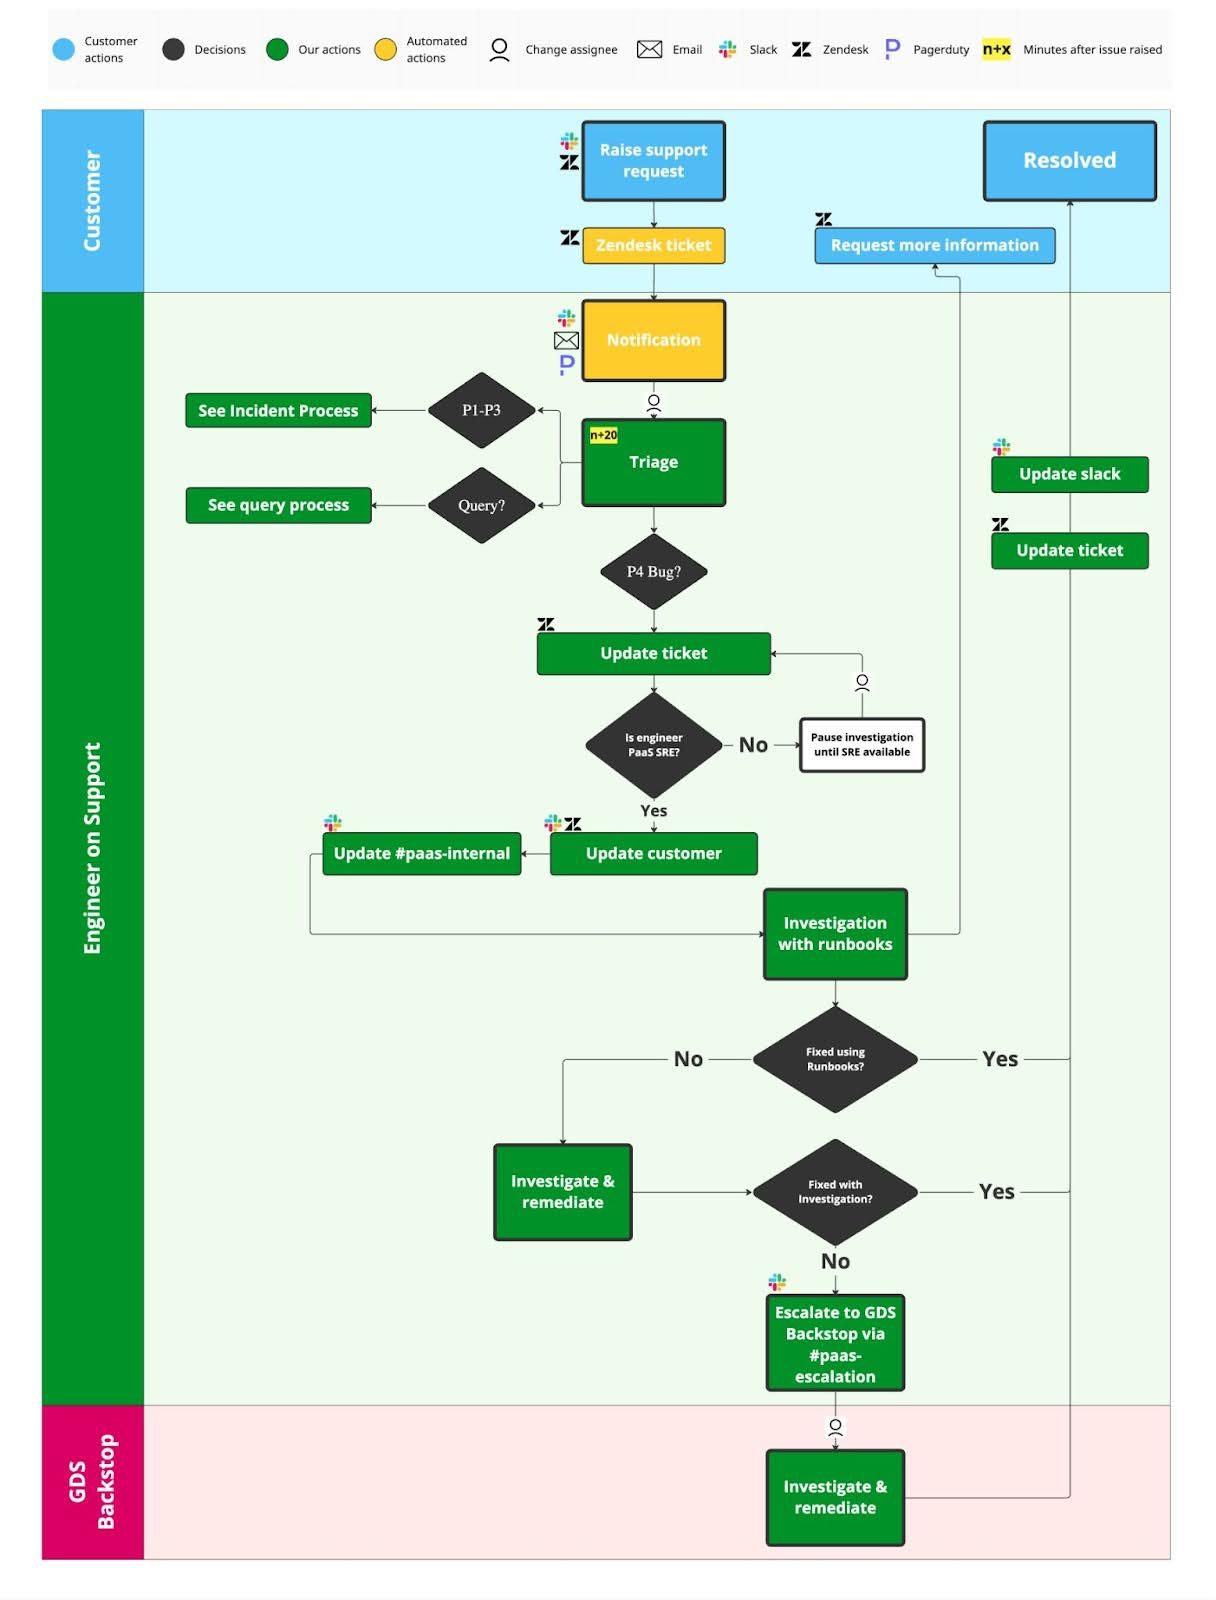 Customer
actions
Decisions
Our actions
Automated
actions
Change assignee
Email
Slack
Zendesk
Pagerduty
n+x
Minutes after issue raised
Customer
Raise support
request
Resolved
Zendesk ticket
Request more information
Engineer on Support
Notification
See Incident Process
P1-P3
n+20
Triage
See query process
Query?
Update slack
Update ticket
P4 Bug?
Update ticket
Is engineer
PaaS SRE?
No
Pause investigation
until SRE available
Yes
Update #paas-internal
Update customer
Investigation
with runbooks
No
Fixed using
Runbooks?
Yes
Investigate &
remediate
Fixed with
Investigation?
Yes
No
Escalate to GDS
Backstop via
#paas-
escalation
GDS
Backstop
Investigate &
remediate